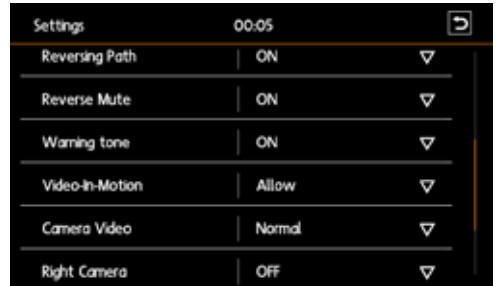 Settings 00:05
Reversing Path ON
Reverse Mute ON
Warning tone ON
Video-In-Motion Allow
Camera Video Normal
Right Camera OFF